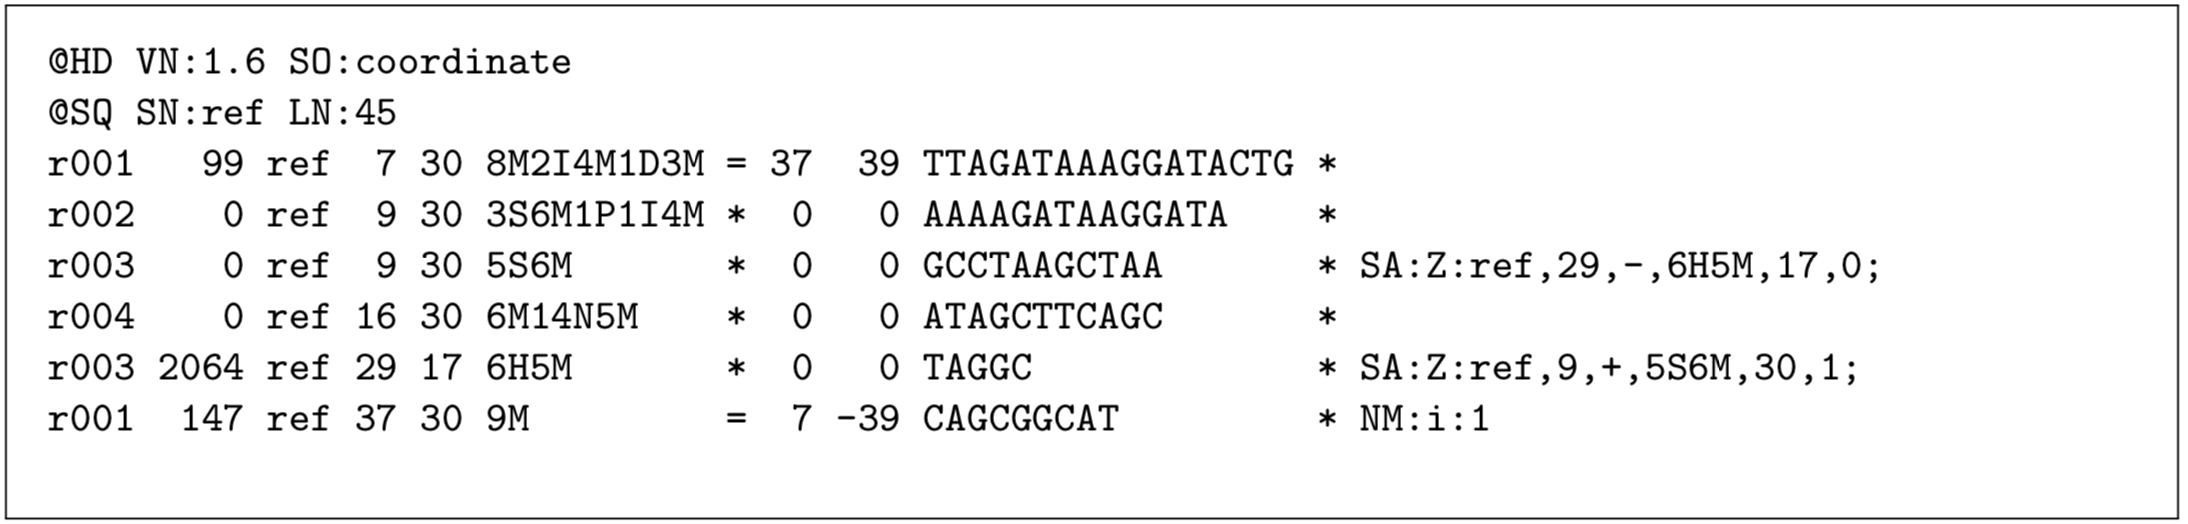 @HD VN:1.6 SO:coordinate
@SQ SN:ref LN:45
r001   99 ref  7 30 8M2I4M1D3M = 37  39 TTAGATAAAGGATACTG *
r002    0 ref  9 30 3S6M1P1I4M *  0   0 AAAAGATAAGGATA    *
r003    0 ref  9 30 5S6M       *  0   0 GCCTAAGCTAA       * SA:Z:ref,29,-,6H5M,17,0;
r004    0 ref 16 30 6M14N5M    *  0   0 ATAGCTTCAGC       *
r003 2064 ref 29 17 6H5M       *  0   0 TAGGC             * SA:Z:ref,9,+,5S6M,30,1;
r001  147 ref 37 30 9M         =  7 -39 CAGCGGCAT         * NM:i:1